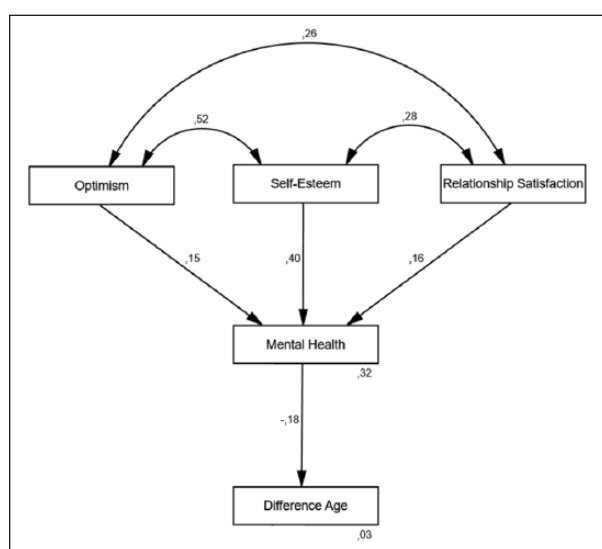 ,26
,52
,28
Optimism
Self-Esteem
Relationship Satisfaction
,15
,40
,16
Mental Health
,32
-,18
Difference Age
,03